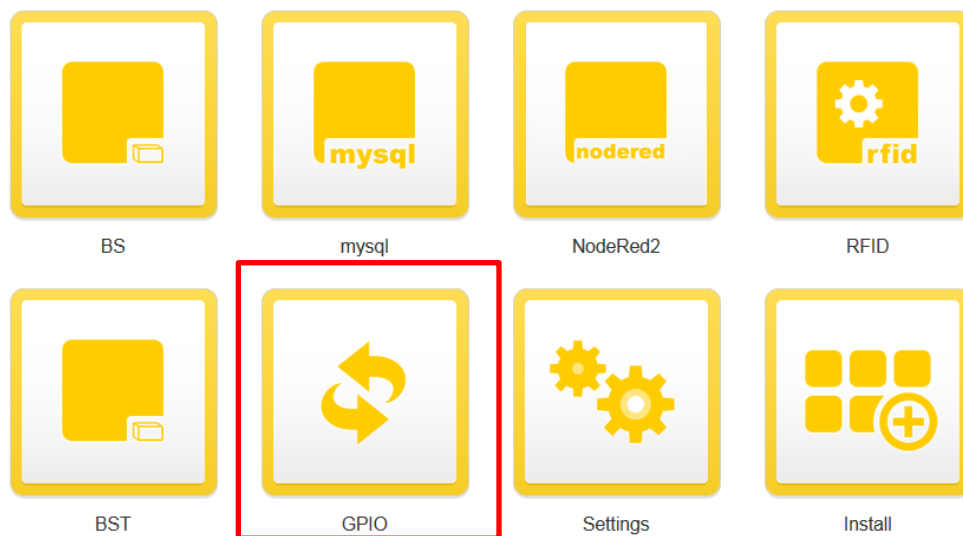 mysql
nodered
rfid
BS
mysql
NodeRed2
RFID
BST
GPIO
Settings
Install